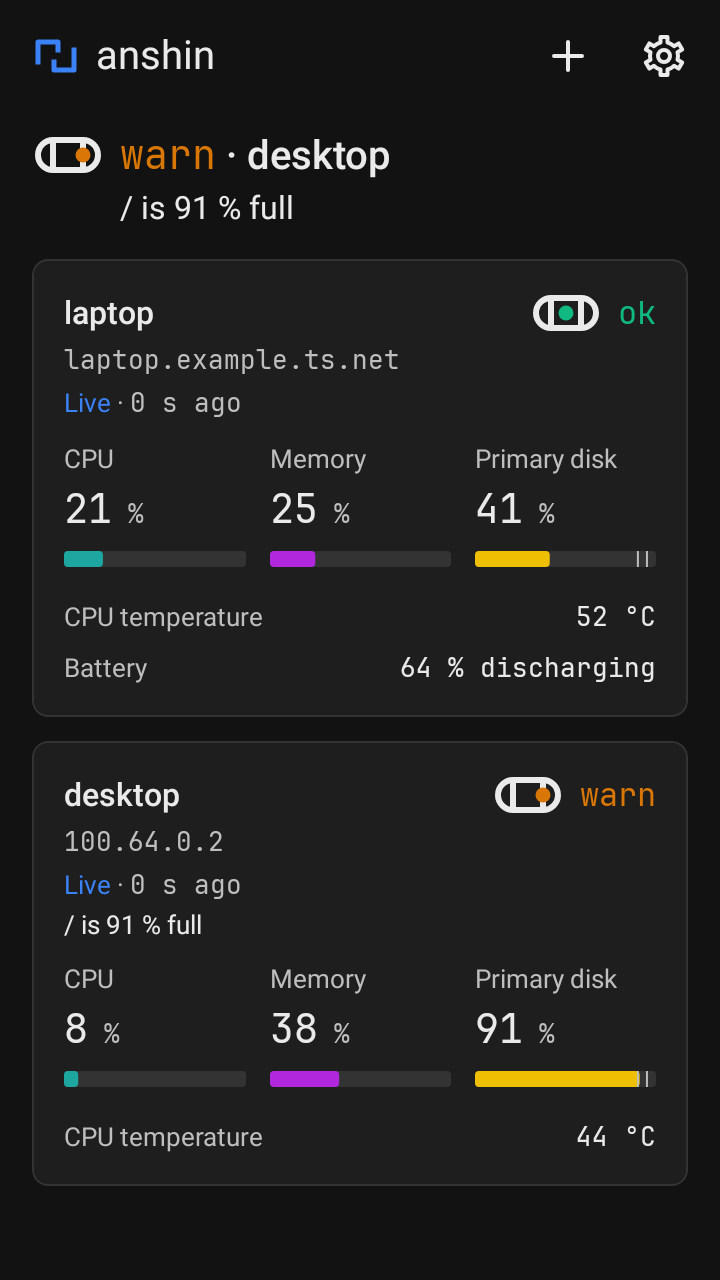 anshin
warn · desktop
/ is 91 % full
laptop ok
laptop.example.ts.net
Live · 0 s ago
CPU Memory Primary disk
21 % 25 % 41 %
CPU temperature 52 °C
Battery 64 % discharging
desktop warn
100.64.0.2
Live · 0 s ago
/ is 91 % full
CPU Memory Primary disk
8 % 38 % 91 %
CPU temperature 44 °C